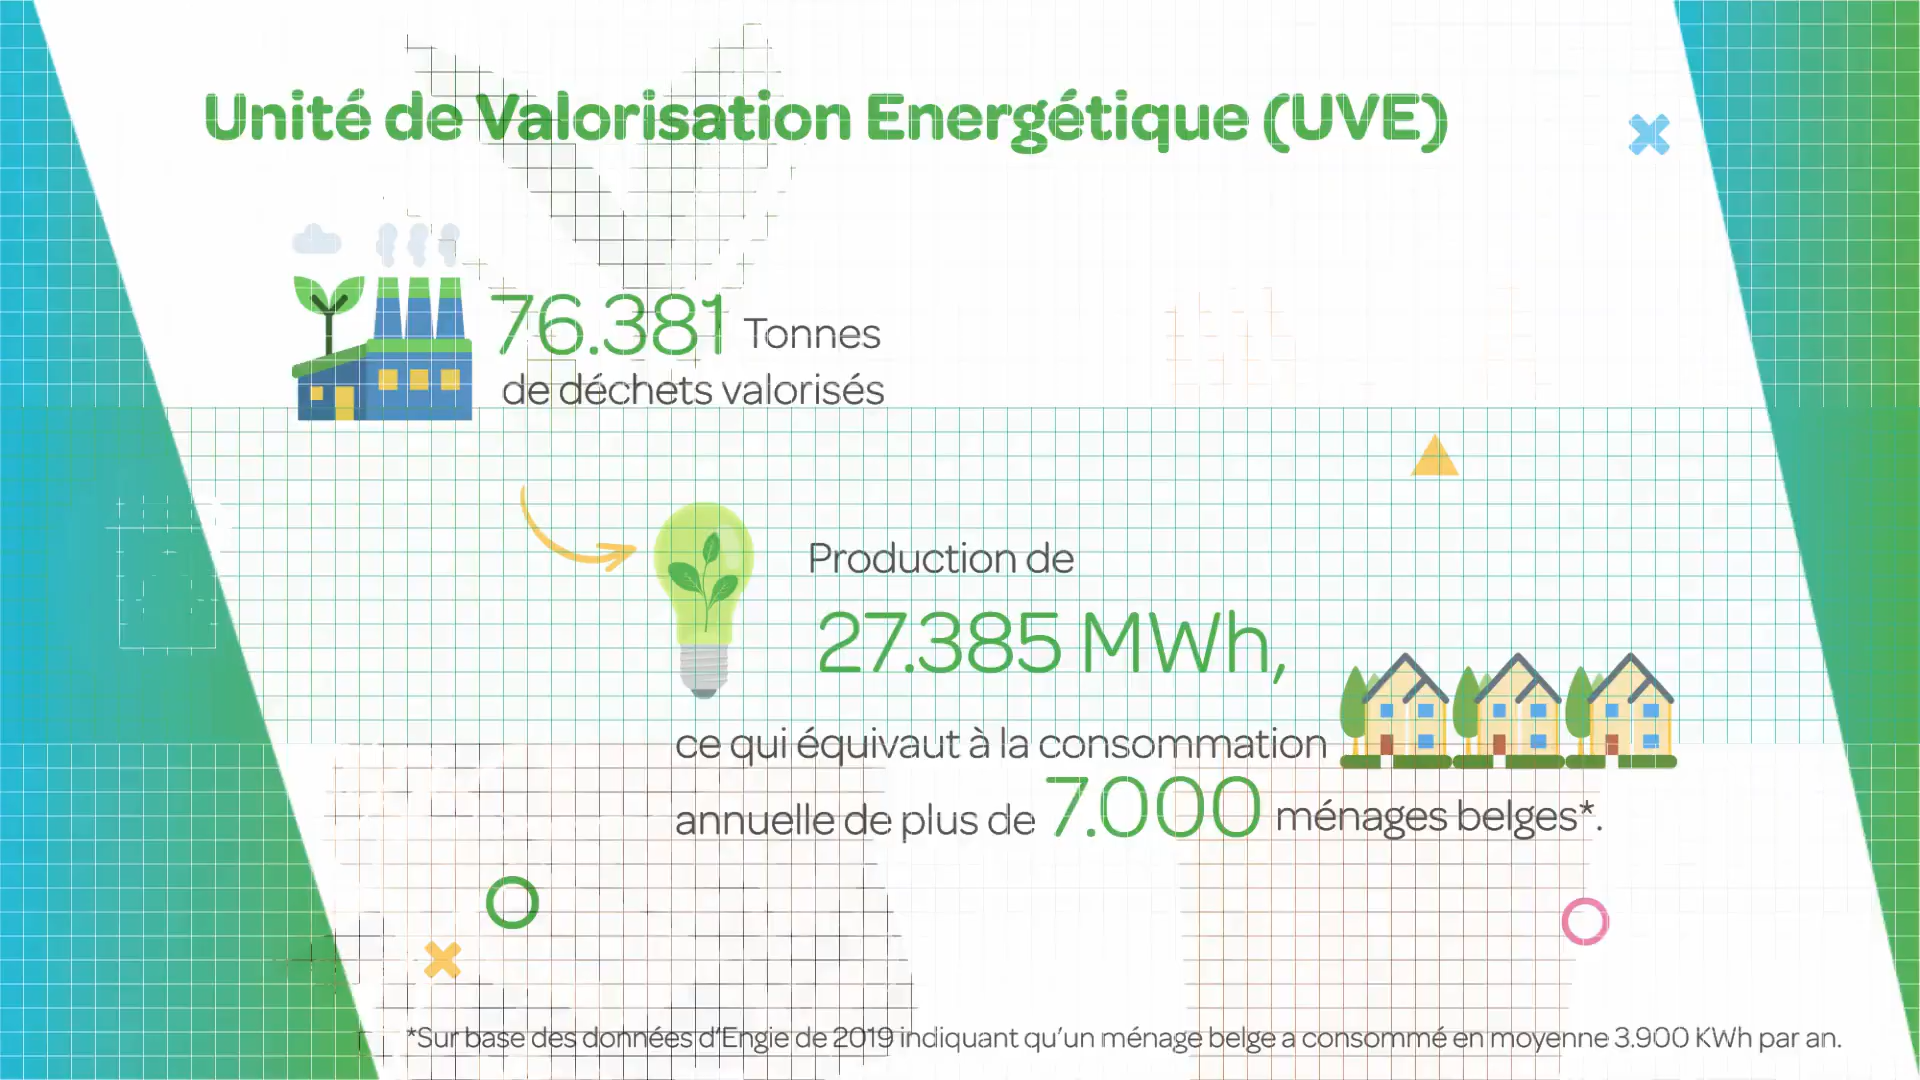 Unité de Valorisation Energétique (UVE)
76.381 Tonnes
de déchets valorisés
Production de
27.385 MWh,
ce qui équivaut à la consommation
annuelle de plus de 7.000 ménages belges*.
*Sur base des données d'Engie de 2019 indiquant qu'un ménage belge a consommé en moyenne 3.900 KWh par an.